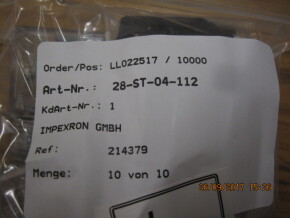 Order/Pos: LL022517 / 10000
Art-Nr.: 28-ST-04-112
KdArt-Nr.: 1
IMPEXRON GMBH
Ref: 214379
Menge: 10 von 10